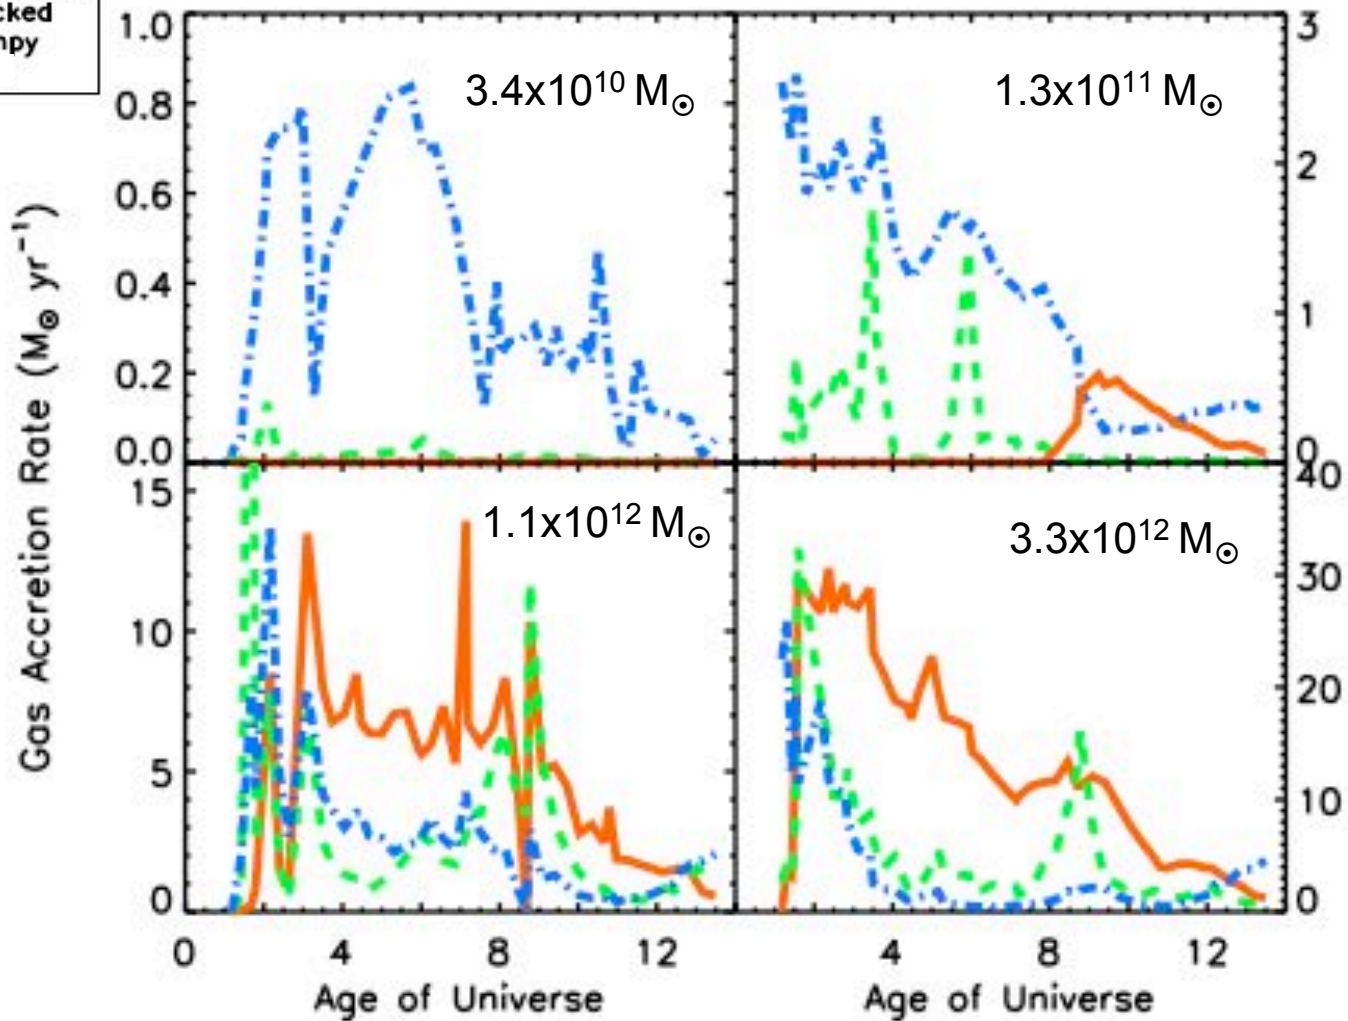 1.0
0.8
0.6
0.4
0.2
0.0
3.4x10¹⁰ M☉
1.3x10¹¹ M☉
3
2
1
0
Gas Accretion Rate (M☉ yr⁻¹)
15
10
5
0
1.1x10¹² M☉
3.3x10¹² M☉
40
30
20
10
0
0 4 8 12
4 8 12
Age of Universe
Age of Universe